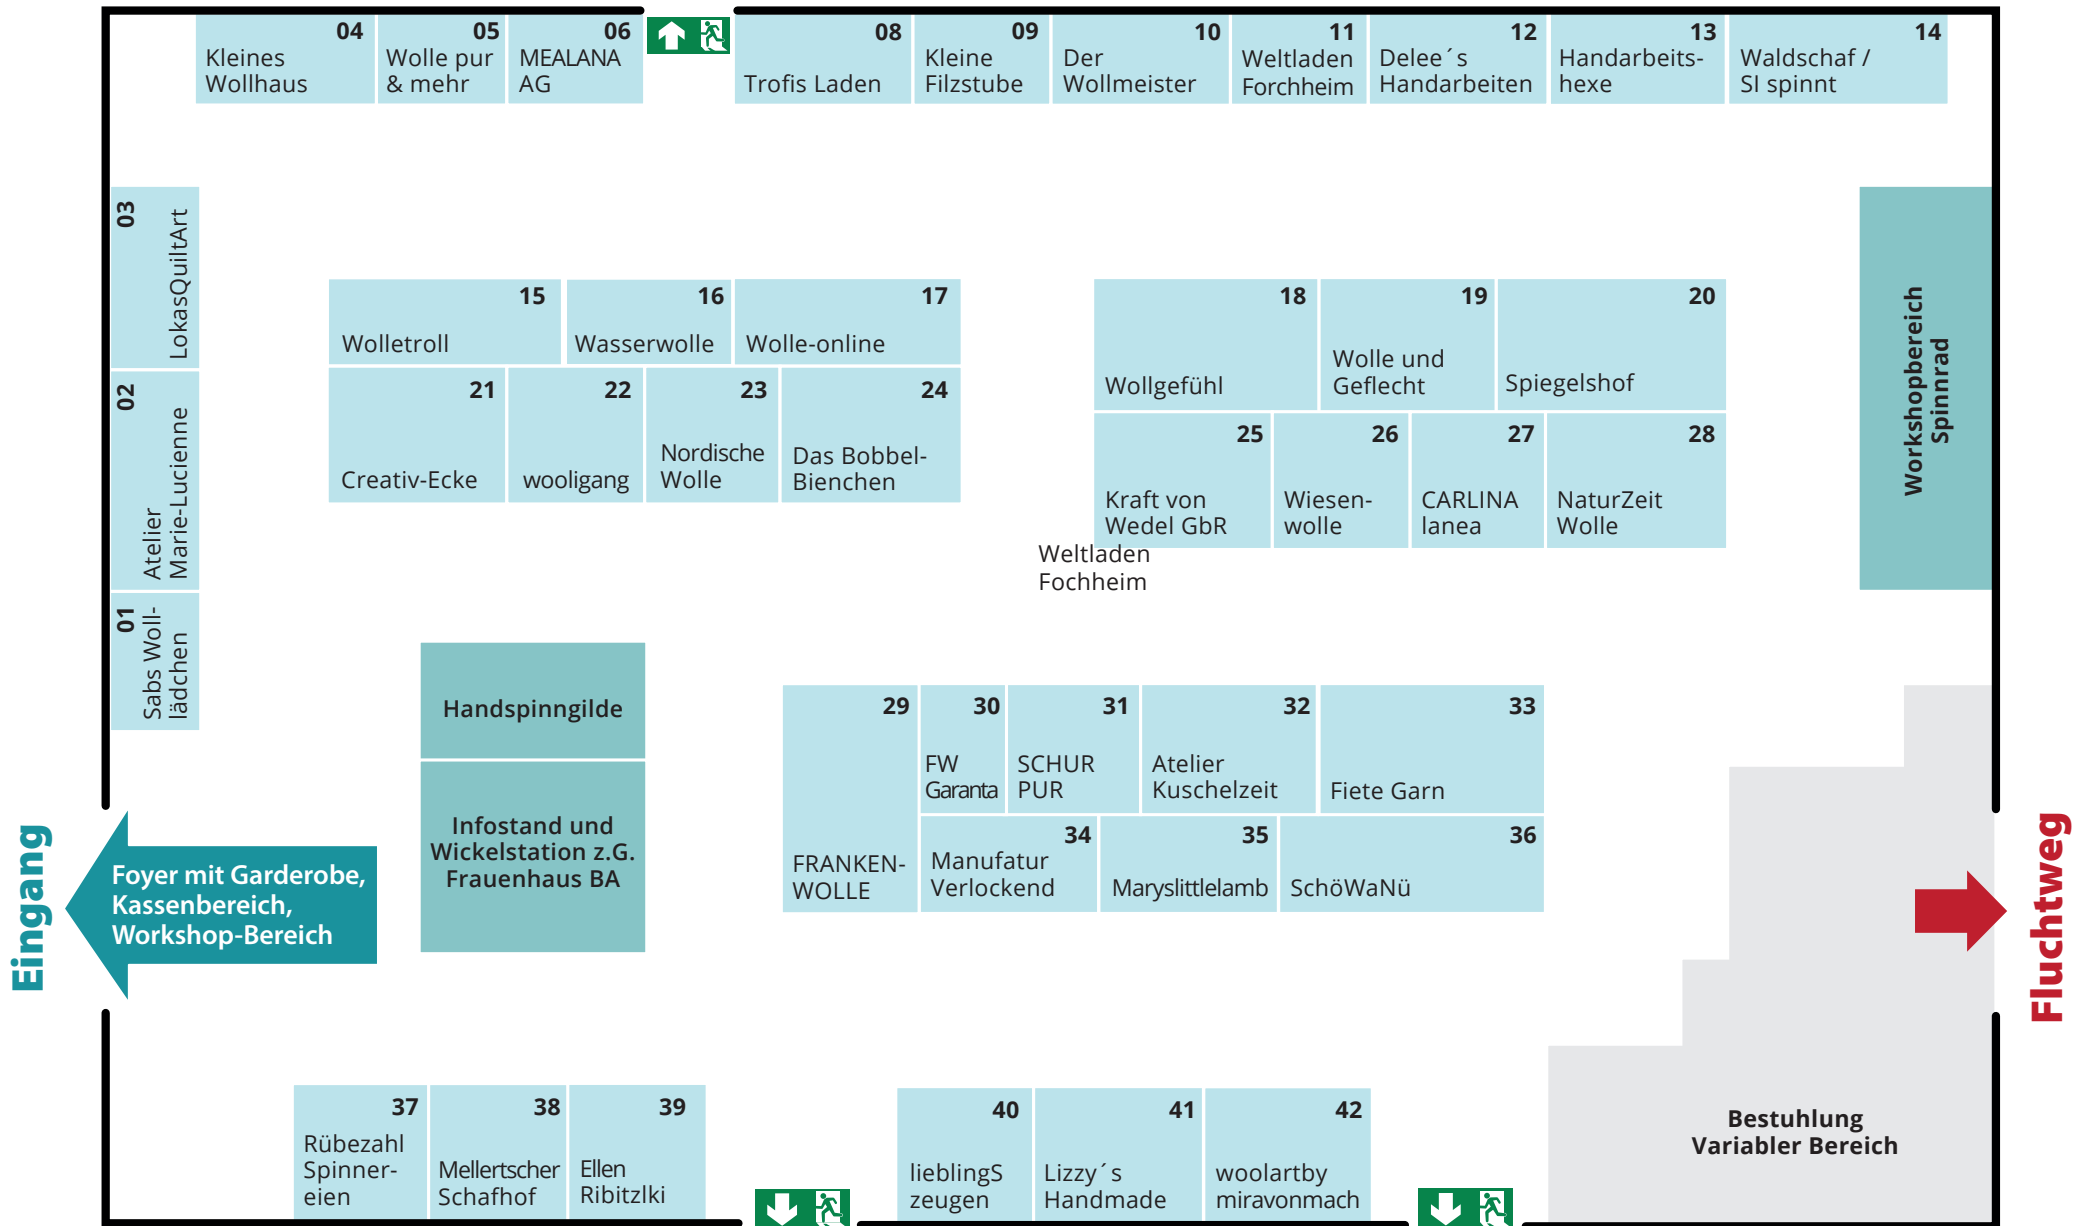 04
Kleines
Wollhaus
05
Wolle pur
& mehr
06
MEALANA
AG
08
Trofis Laden
09
Kleine
Filzstube
10
Der
Wollmeister
11
Weltladen
Forchheim
12
Delee´s
Handarbeiten
13
Handarbeits-
hexe
14
Waldschaf /
SI spinnt
03
LokasQuiltArt
02
Atelier
Marie-Lucienne
01
Sabs Woll-
lädchen
15
Wolletroll
16
Wasserwolle
17
Wolle-online
18
Wollgefühl
19
Wolle und
Geflecht
20
Spiegelshof
21
Creativ-Ecke
22
wooligang
23
Nordische
Wolle
24
Das Bobbel-
Bienchen
25
Kraft von
Wedel GbR
26
Wiesen-
wolle
27
CARLINA
lanea
28
NaturZeit
Wolle
Weltladen
Fochheim
Workshopbereich
Spinnrad
Handspinngilde
Infostand und
Wickelstation z.G.
Frauenhaus BA
29
FRANKEN-
WOLLE
30
FW
Garanta
31
SCHUR
PUR
32
Atelier
Kuschelzeit
33
Fiete Garn
34
Manufatur
Verlockend
35
Maryslittlelamb
36
SchöWaNü
Eingang
Foyer mit Garderobe,
Kassenbereich,
Workshop-Bereich
Fluchtweg
37
Rübezahl
Spinner-
eien
38
Mellertscher
Schafhof
39
Ellen
Ribitzlki
40
lieblingS
zeugen
41
Lizzy´s
Handmade
42
woolartby
miravonmach
Bestuhlung
Variabler Bereich